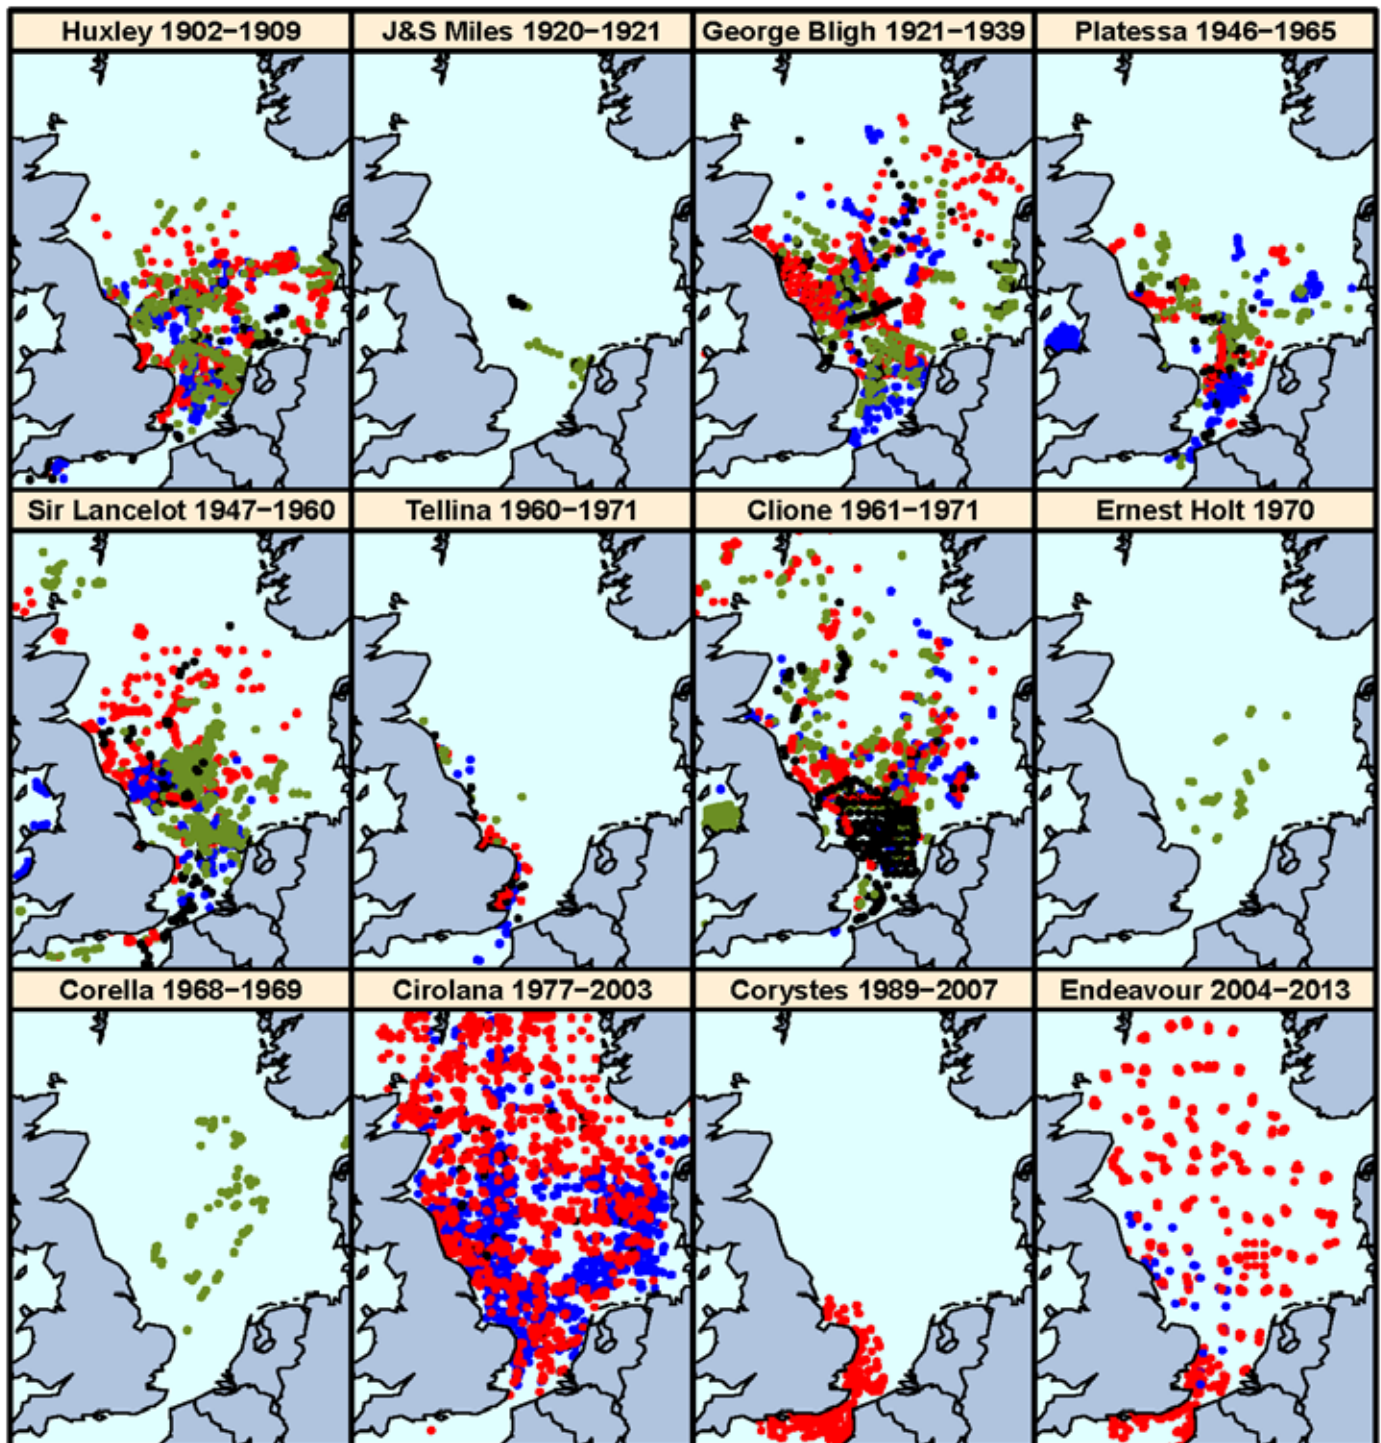 Huxley 1902−1909
J&S Miles 1920−1921
George Bligh 1921−1939
Platessa 1946−1965
Sir Lancelot 1947−1960
Tellina 1960−1971
Clione 1961−1971
Ernest Holt 1970
Corella 1968−1969
Cirolana 1977−2003
Corystes 1989−2007
Endeavour 2004−2013